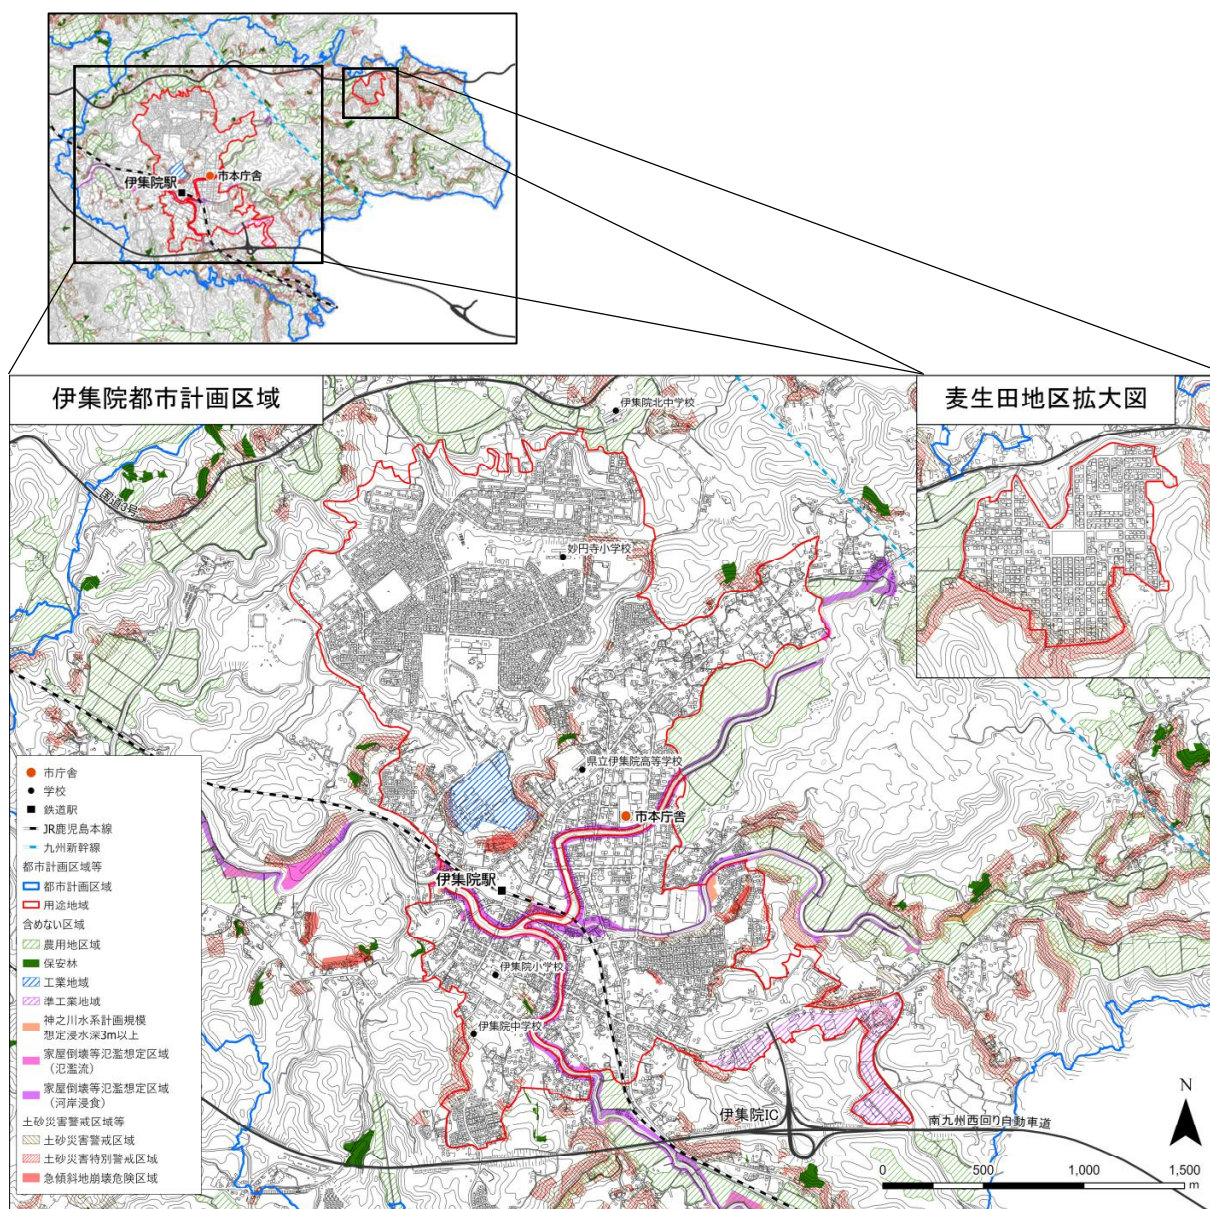 伊集院駅
市本庁舎
伊集院都市計画区域
麦生田地区拡大図
伊集院北中学校
国道3号
妙円寺小学校
県立伊集院高等学校
市本庁舎
伊集院駅
伊集院小学校
伊集院中学校
伊集院IC
南九州西回り自動車道
市庁舎
学校
鉄道駅
JR鹿児島本線
九州新幹線
都市計画区域等
都市計画区域
用途地域
含めない区域
農用地区域
保安林
工業地域
準工業地域
神之川水系計画規模
想定浸水深3m以上
家屋倒壊等氾濫想定区域
（氾濫流）
家屋倒壊等氾濫想定区域
（河岸浸食）
土砂災害警戒区域等
土砂災害警戒区域
土砂災害特別警戒区域
急傾斜地崩壊危険区域
N
0 500 1,000 1,500
m